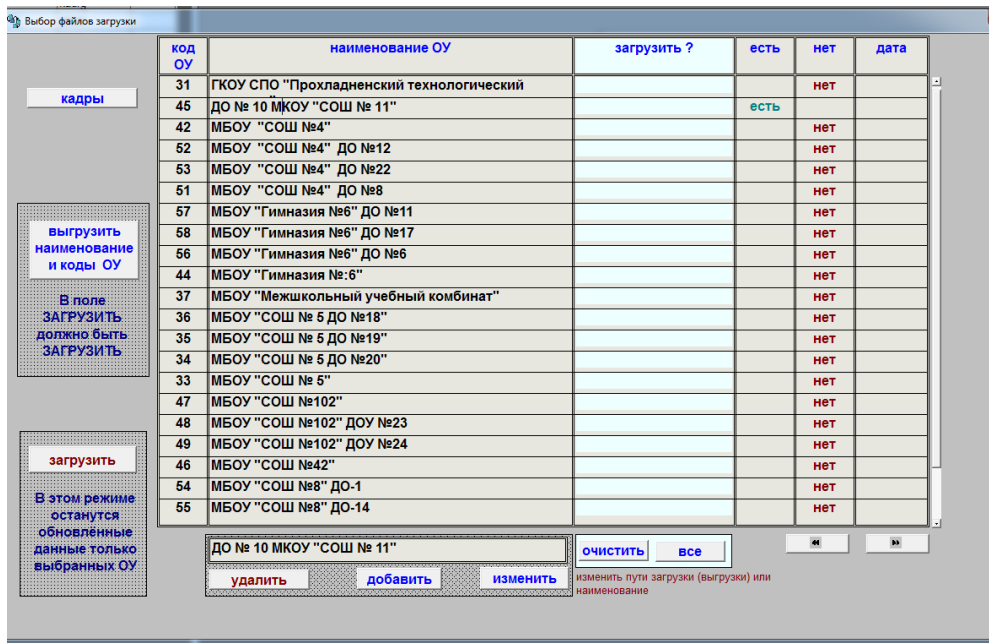 Выбор файлов загрузки
код ОУ наименование ОУ загрузить ? есть нет дата
31 ГКОУ СПО "Прохладненский технологический нет
кадры
45 ДО № 10 МКОУ "СОШ № 11" есть
42 МБОУ "СОШ №4" нет
52 МБОУ "СОШ №4" ДО №12 нет
53 МБОУ "СОШ №4" ДО №22 нет
51 МБОУ "СОШ №4" ДО №8 нет
57 МБОУ "Гимназия №6" ДО №11 нет
58 МБОУ "Гимназия №6" ДО №17 нет
56 МБОУ "Гимназия №6" ДО №6 нет
44 МБОУ "Гимназия №:6" нет
37 МБОУ "Межшкольный учебный комбинат" нет
36 МБОУ "СОШ № 5 ДО №18" нет
35 МБОУ "СОШ № 5 ДО №19" нет
34 МБОУ "СОШ № 5 ДО №20" нет
33 МБОУ "СОШ № 5" нет
47 МБОУ "СОШ №102" нет
48 МБОУ "СОШ №102" ДОУ №23 нет
49 МБОУ "СОШ №102" ДОУ №24 нет
46 МБОУ "СОШ №42" нет
54 МБОУ "СОШ №8" ДО-1 нет
55 МБОУ "СОШ №8" ДО-14 нет
выгрузить
наименование
и коды ОУ
В поле
ЗАГРУЗИТЬ
должно быть
ЗАГРУЗИТЬ
загрузить
В этом режиме
останутся
обновлённые
данные только
выбранных ОУ
ДО № 10 МКОУ "СОШ № 11"
удалить добавить изменить
очистить все
изменить пути загрузки (выгрузки) или
наименование